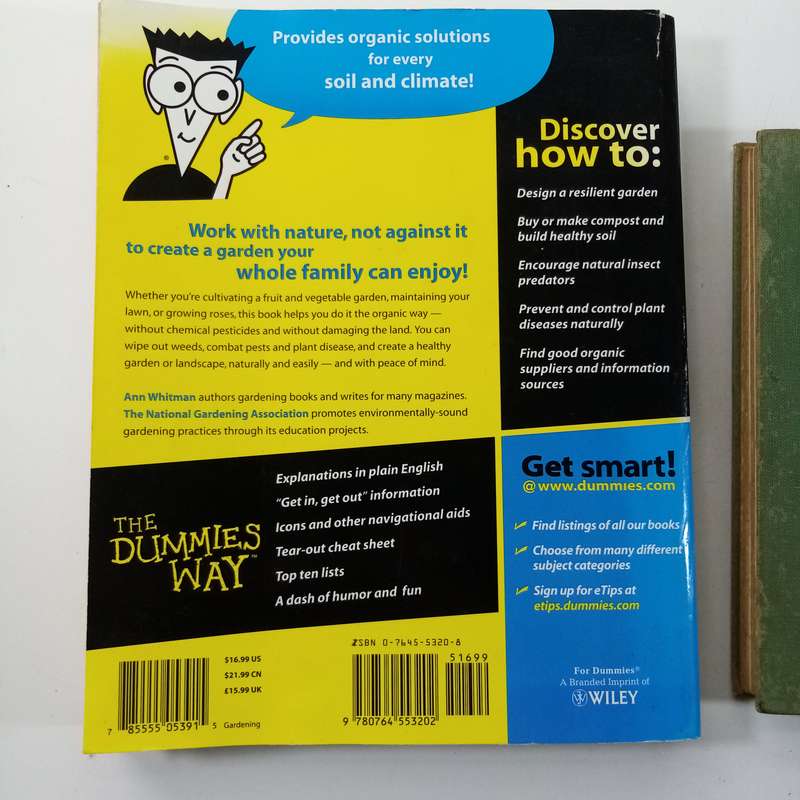 Provides organic solutions
for every
soil and climate!
®
Work with nature, not against it
to create a garden your
whole family can enjoy!
Whether you're cultivating a fruit and vegetable garden, maintaining your
lawn, or growing roses, this book helps you do it the organic way —
without chemical pesticides and without damaging the land. You can
wipe out weeds, combat pests and plant disease, and create a healthy
garden or landscape, naturally and easily — and with peace of mind.
Ann Whitman authors gardening books and writes for many magazines.
The National Gardening Association promotes environmentally-sound
gardening practices through its education projects.
Discover
how to:
Design a resilient garden
Buy or make compost and
build healthy soil
Encourage natural insect
predators
Prevent and control plant
diseases naturally
Find good organic
suppliers and information
sources
THE
DUMMIES
WAY™
Explanations in plain English
"Get in, get out" information
Icons and other navigational aids
Tear-out cheat sheet
Top ten lists
A dash of humor and fun
Get smart!
@www.dummies.com
Find listings of all our books
Choose from many different
subject categories
Sign up for eTips at
etips.dummies.com
$16.99 US
$21.99 CN
£15.99 UK
7 85555 05391 5
Gardening
ISBN 0-7645-5320-8
51699
9 780764 553202
For Dummies®
A Branded Imprint of
WILEY